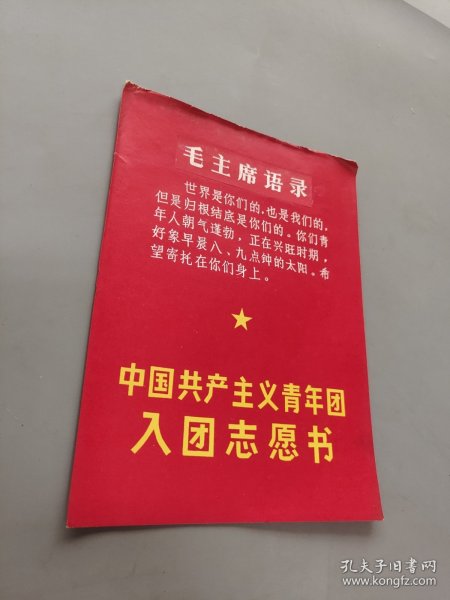 毛主席语录
世界是你们的,也是我们的,
但是归根结底是你们的。你们青
年人朝气蓬勃,正在兴旺时期,
好象早晨八、九点钟的太阳。希
望寄托在你们身上。
中国共产主义青年团
入团志愿书
孔夫子旧书网
www.kongfz.com